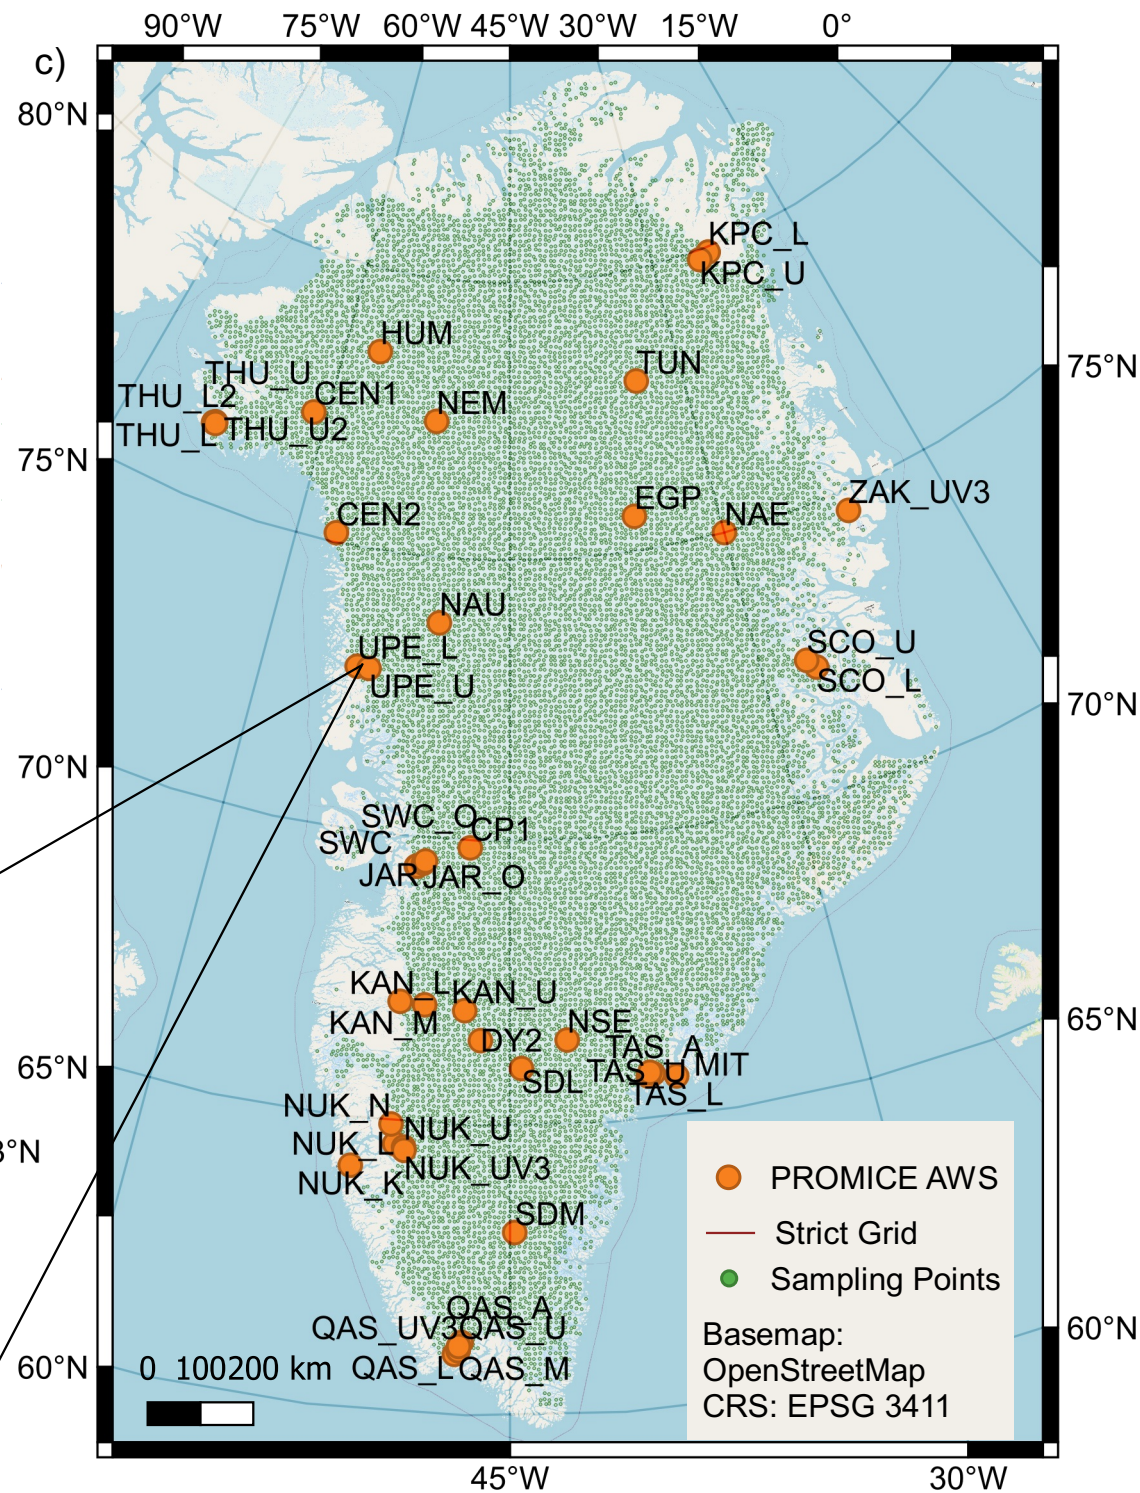 90°W 75°W 60°W 45°W 30°W 15°W 0°
c)
80°N
KPC_L
KPC_U
HUM
TUN
75°N
THU_U
THU_L2
CEN1
NEM
THU_L
THU_U2
75°N
EGP
NAE
ZAK_UV3
CEN2
NAU
UPE_L
SCO_U
UPE_U
SCO_L
70°N
70°N
SWC_O
CP1
SWC
JAR
JAR_O
KAN_L
KAN_U
KAN_M
NSE
65°N
DY2
TAS_A
65°N
TAS_U
MIT
SDL
TAS_L
NUK_N
NUK_U
3°N
NUK_L
NUK_UV3
NUK_K
PROMICE AWS
SDM
Strict Grid
Sampling Points
QAS_A
QAS_UV3
QAS_U
60°N
Basemap:
60°N
0 100200 km
QAS_L
QAS_M
OpenStreetMap
CRS: EPSG 3411
45°W 30°W